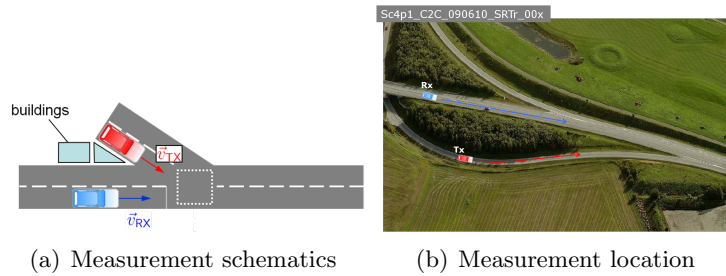 Sc4p1_C2C_090610_SRTr_00x
buildings
v⃗TX
v⃗RX
Rx
Tx
(a) Measurement schematics
(b) Measurement location